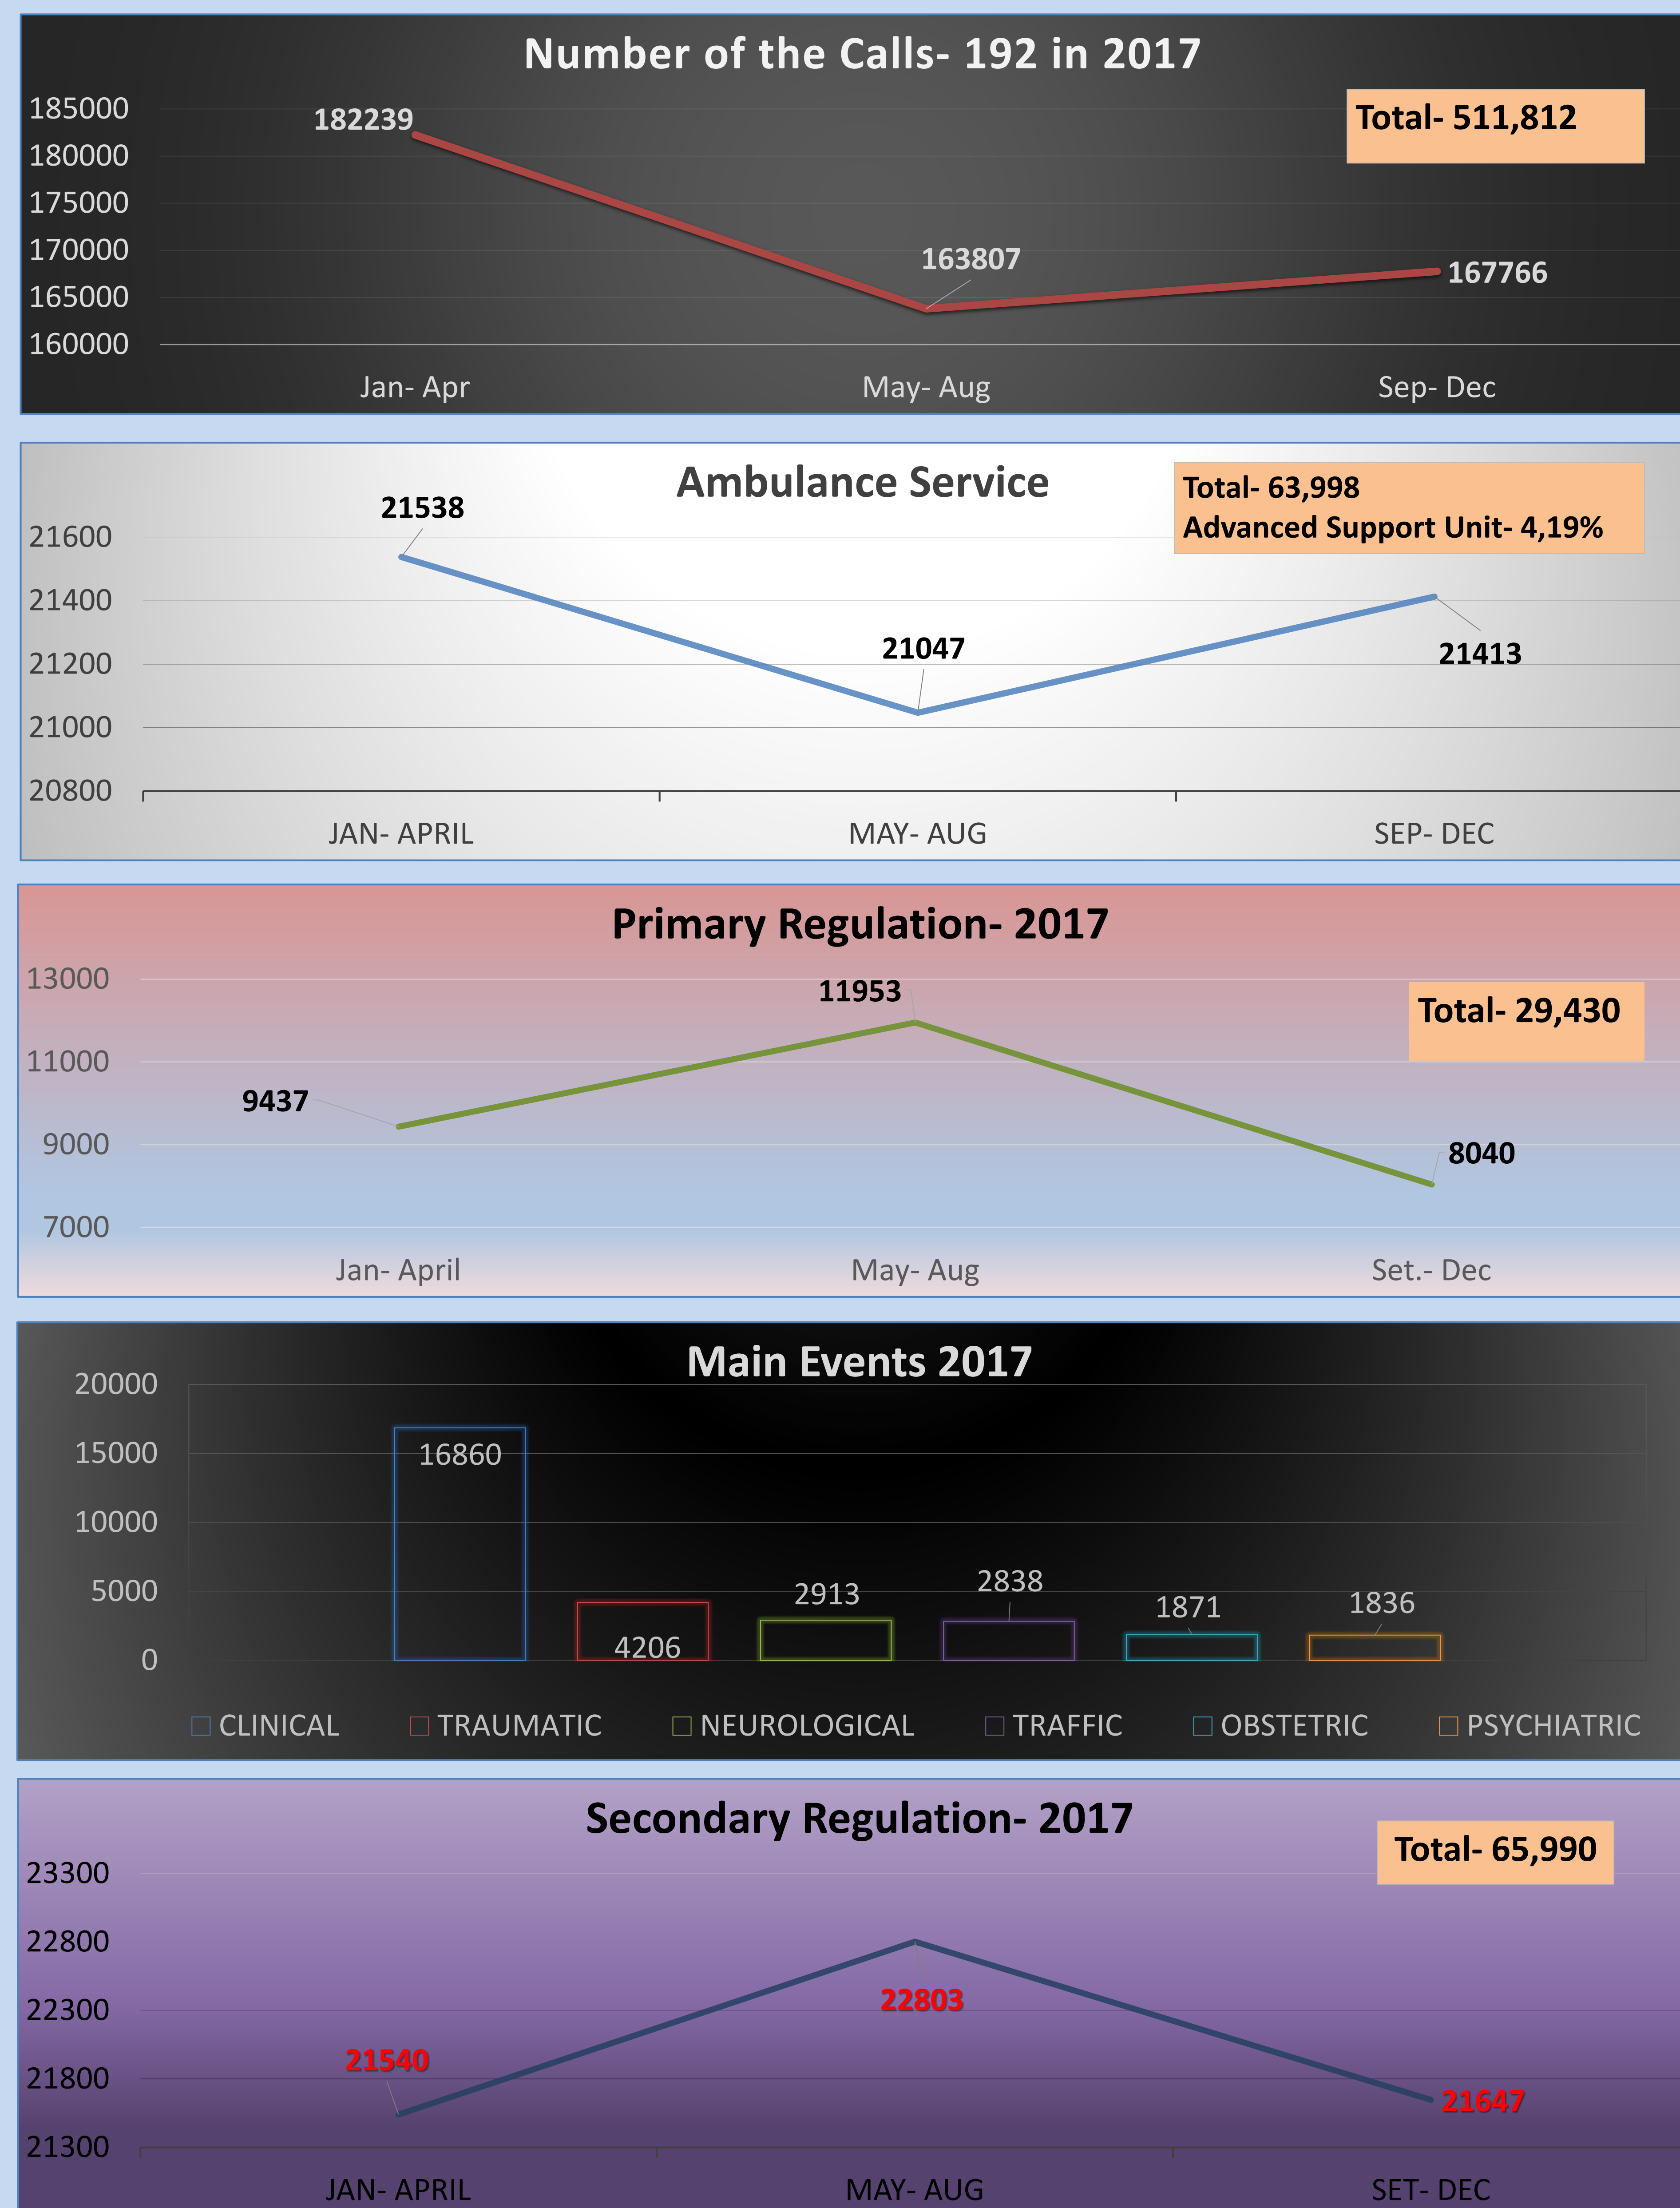 Number of the Calls- 192 in 2017
Total- 511,812
185000
180000
175000
170000
165000
160000
182239
163807
167766
Jan- Apr
May- Aug
Sep- Dec
Ambulance Service
Total- 63,998
Advanced Support Unit- 4,19%
21600
21400
21200
21000
20800
21538
21047
21413
JAN- APRIL
MAY- AUG
SEP- DEC
Primary Regulation- 2017
Total- 29,430
13000
11000
9000
7000
9437
11953
8040
Jan- April
May- Aug
Set.- Dec
Main Events 2017
20000
15000
10000
5000
0
16860
4206
2913
2838
1871
1836
CLINICAL
TRAUMATIC
NEUROLOGICAL
TRAFFIC
OBSTETRIC
PSYCHIATRIC
Secondary Regulation- 2017
Total- 65,990
23300
22800
22300
21800
21300
21540
22803
21647
JAN- APRIL
MAY- AUG
SET- DEC